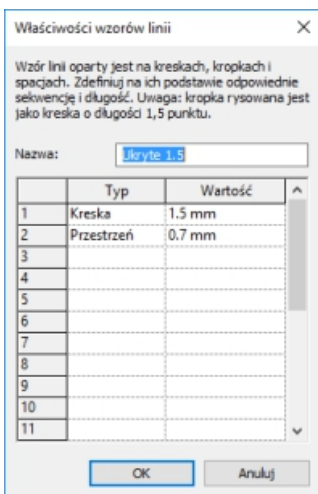 Właściwości wzorów linii
Wzór linii oparty jest na kreskach, kropkach i
spacjach. Zdefiniuj na ich podstawie odpowiednie
sekwencję i długość. Uwaga: kropka rysowana jest
jako kreska o długości 1,5 punktu.
Nazwa: Ukryte 1.5
Typ Wartość
1 Kreska 1.5 mm
2 Przestrzeń 0.7 mm
3
4
5
6
7
8
9
10
11
OK Anuluj